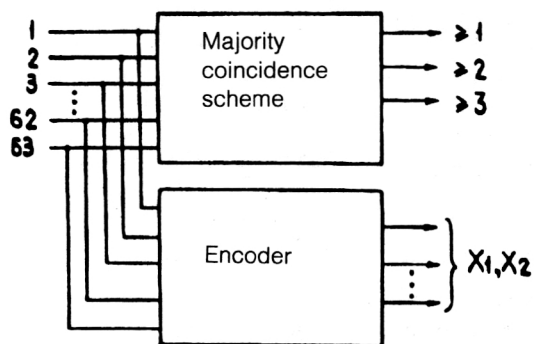 1
2
3
62
63
Majority
coincidence
scheme
≥1
≥2
≥3
Encoder
X1, X2